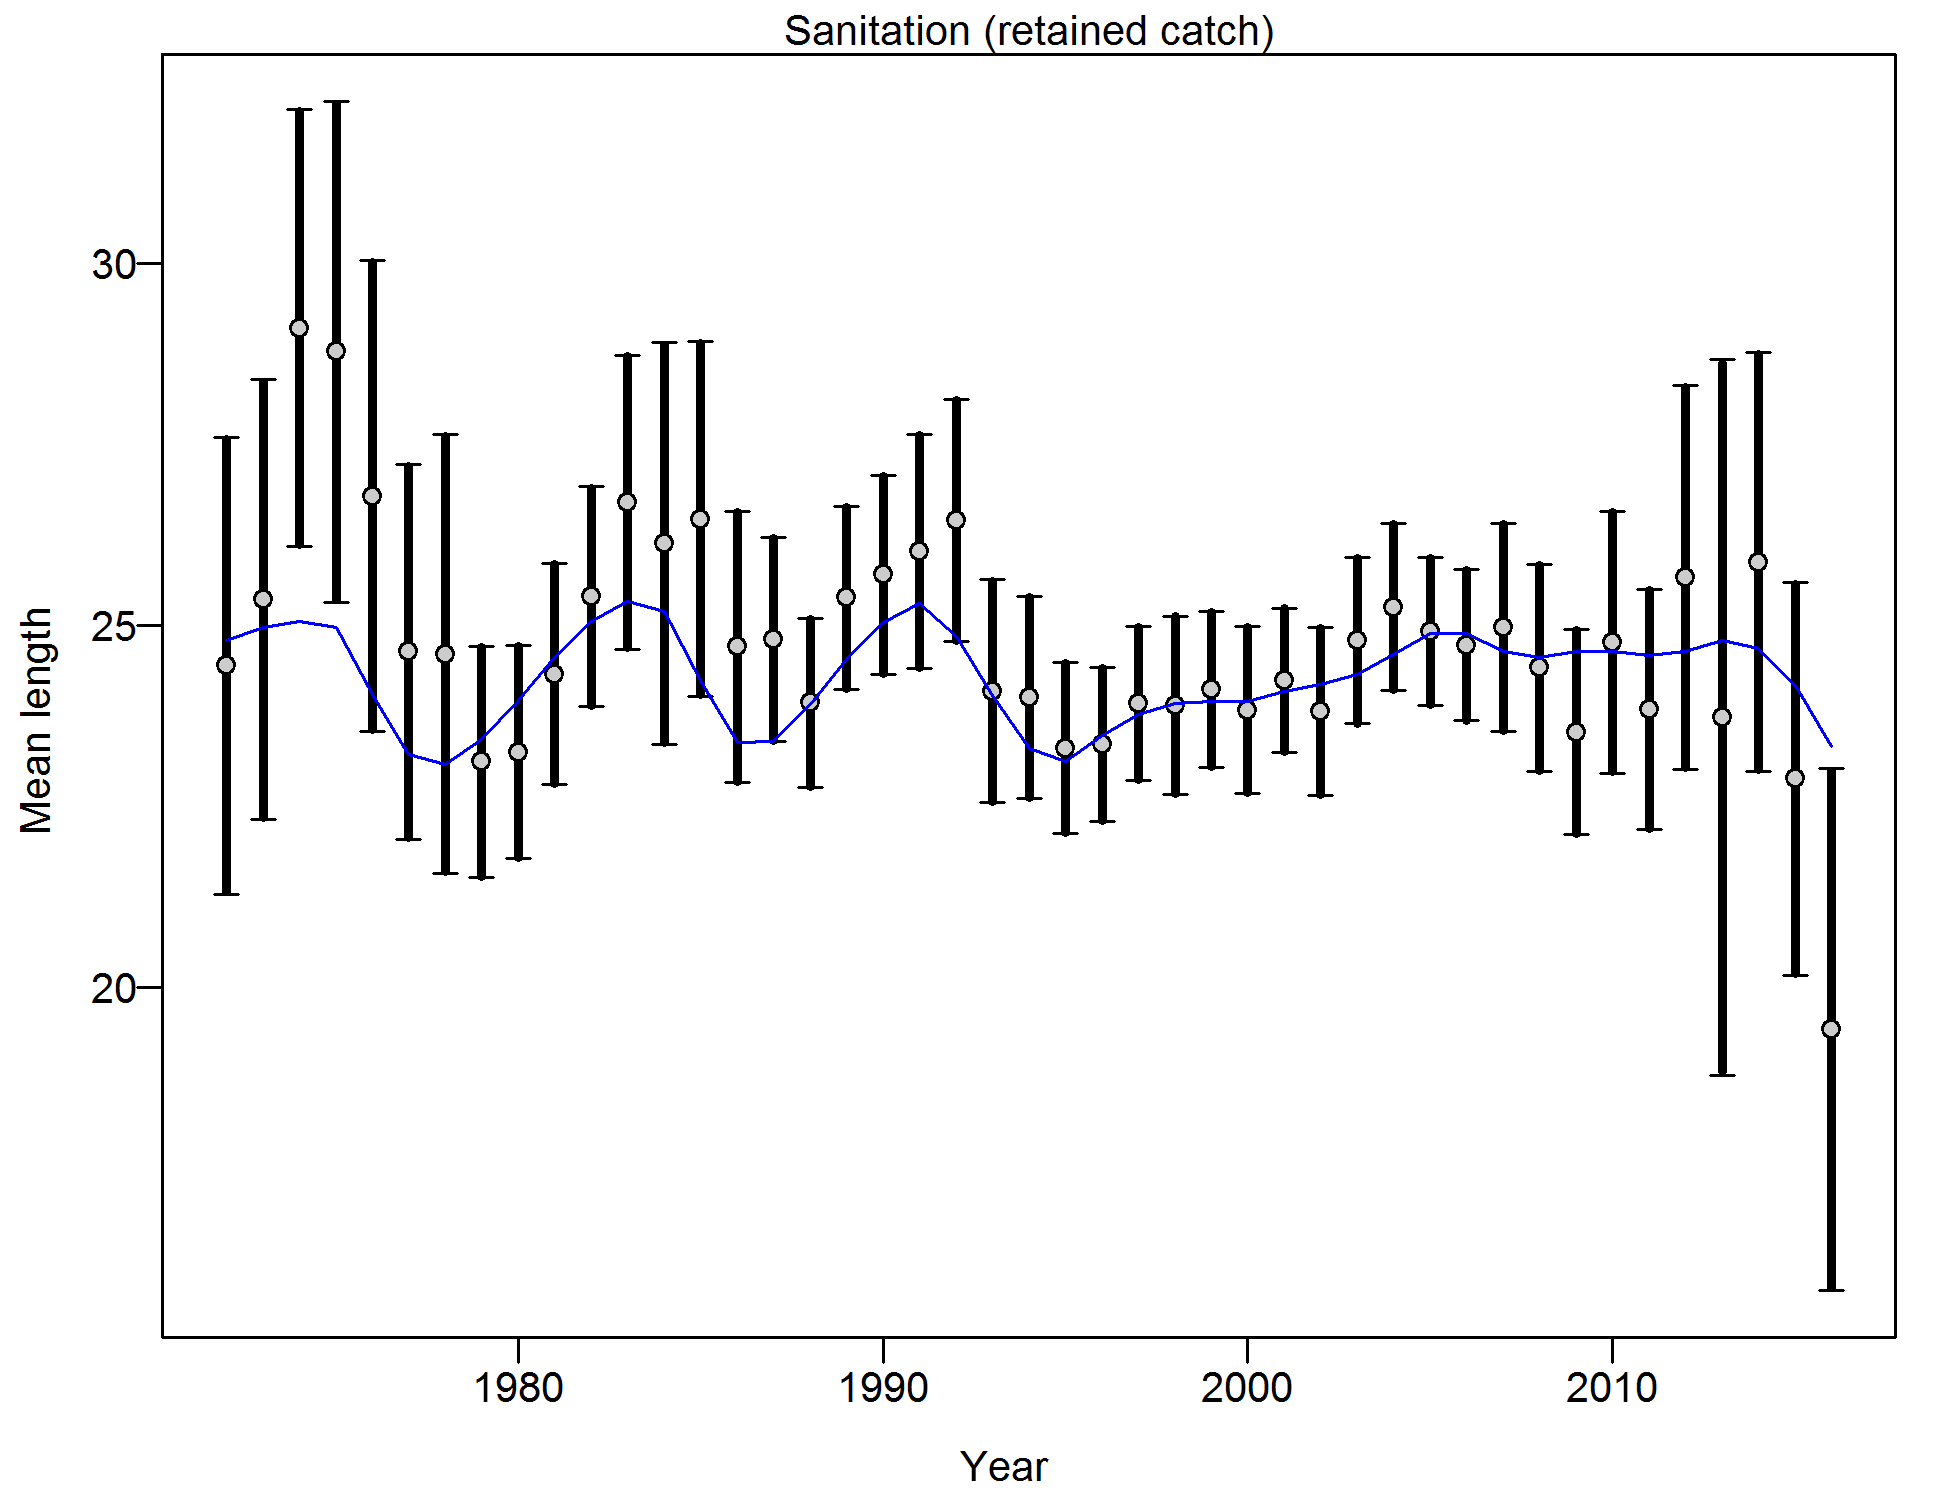 Sanitation (retained catch)
30
25
20
Mean length
1980 1990 2000 2010
Year